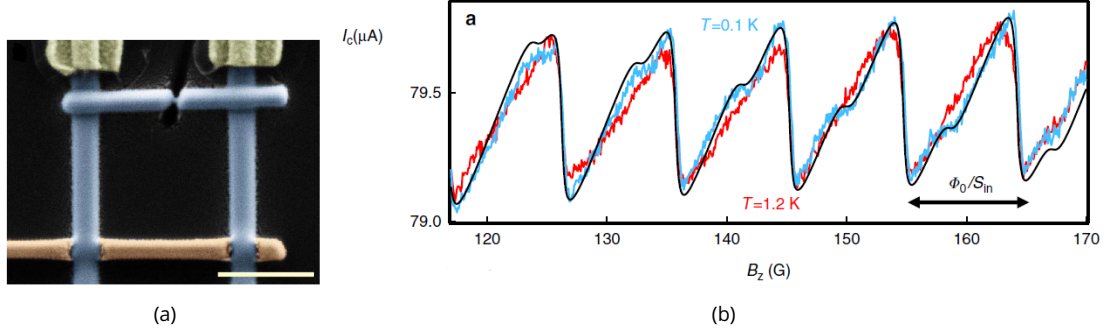 a
I_c(μA)
T=0.1 K
79.5
79.0
T=1.2 K
Φ_0/S_in
120 130 140 150 160 170
B_z (G)
(a) (b)